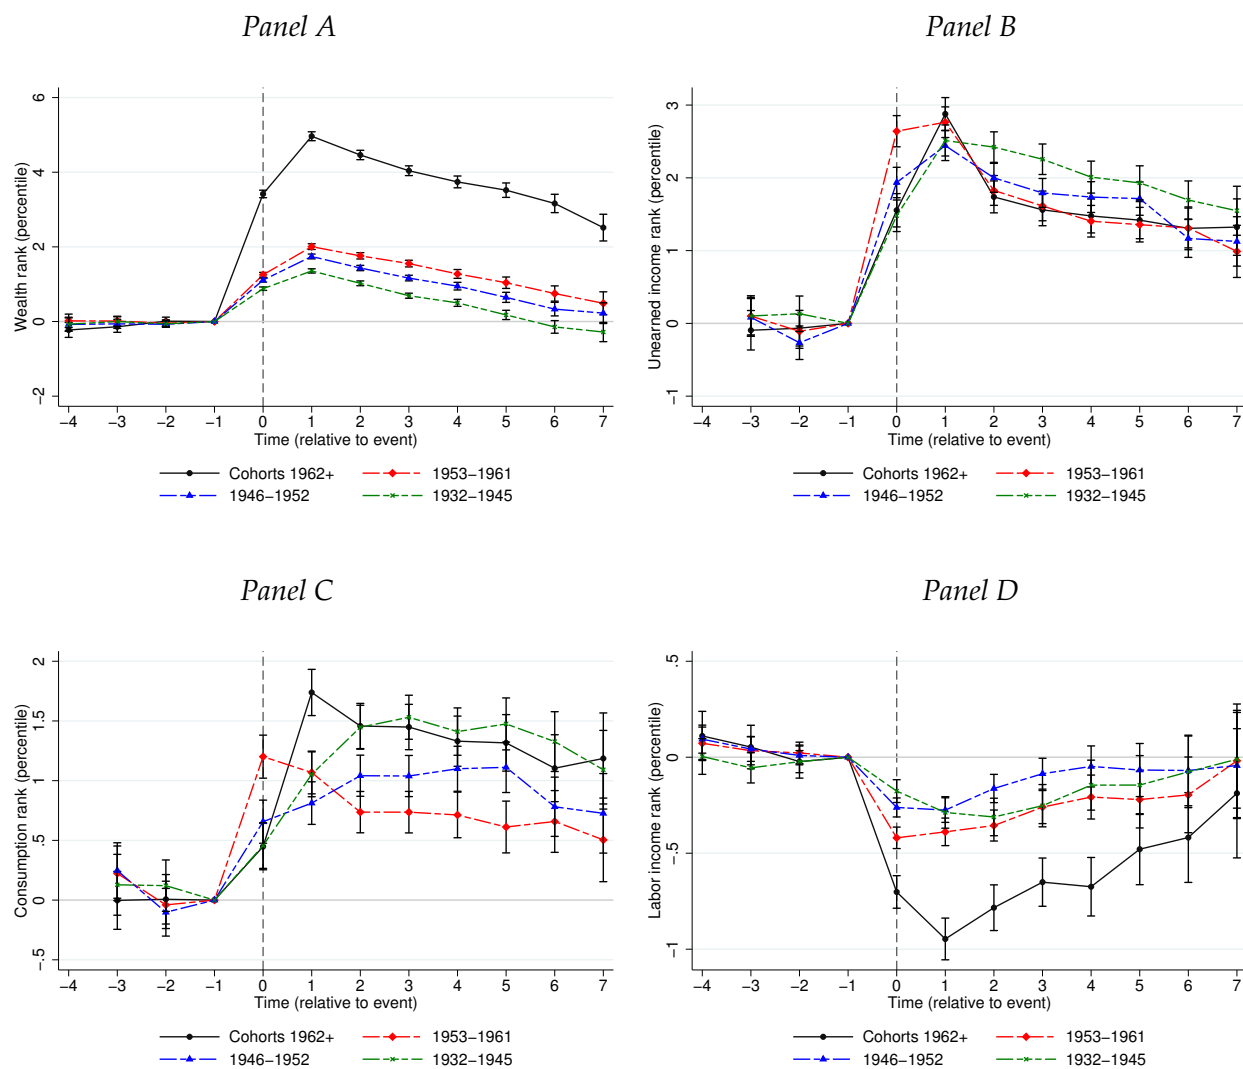 Panel A
Wealth rank (percentile)
6
4
2
0
−2
−4 −3 −2 −1 0 1 2 3 4 5 6 7
Time (relative to event)
Cohorts 1962+ 1953−1961
1946−1952 1932−1945
Panel B
Unearned income rank (percentile)
3
2
1
0
−1
−4 −3 −2 −1 0 1 2 3 4 5 6 7
Time (relative to event)
Cohorts 1962+ 1953−1961
1946−1952 1932−1945
Panel C
Consumption rank (percentile)
2
1.5
1
.5
0
−.5
−4 −3 −2 −1 0 1 2 3 4 5 6 7
Time (relative to event)
Cohorts 1962+ 1953−1961
1946−1952 1932−1945
Panel D
Labor income rank (percentile)
.5
0
−.5
−1
−4 −3 −2 −1 0 1 2 3 4 5 6 7
Time (relative to event)
Cohorts 1962+ 1953−1961
1946−1952 1932−1945